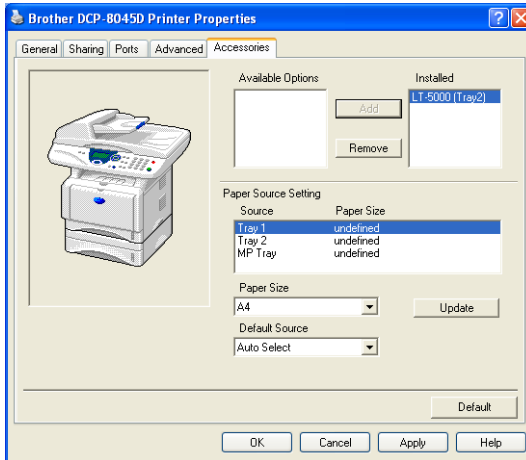 Brother DCP-8045D Printer Properties
General Sharing Ports Advanced Accessories
Available Options Installed
LT-5000 (Tray2)
Add
Remove
Paper Source Setting
Source Paper Size
Tray 1 undefined
Tray 2 undefined
MP Tray undefined
Paper Size
A4 Update
Default Source
Auto Select
Default
OK Cancel Apply Help